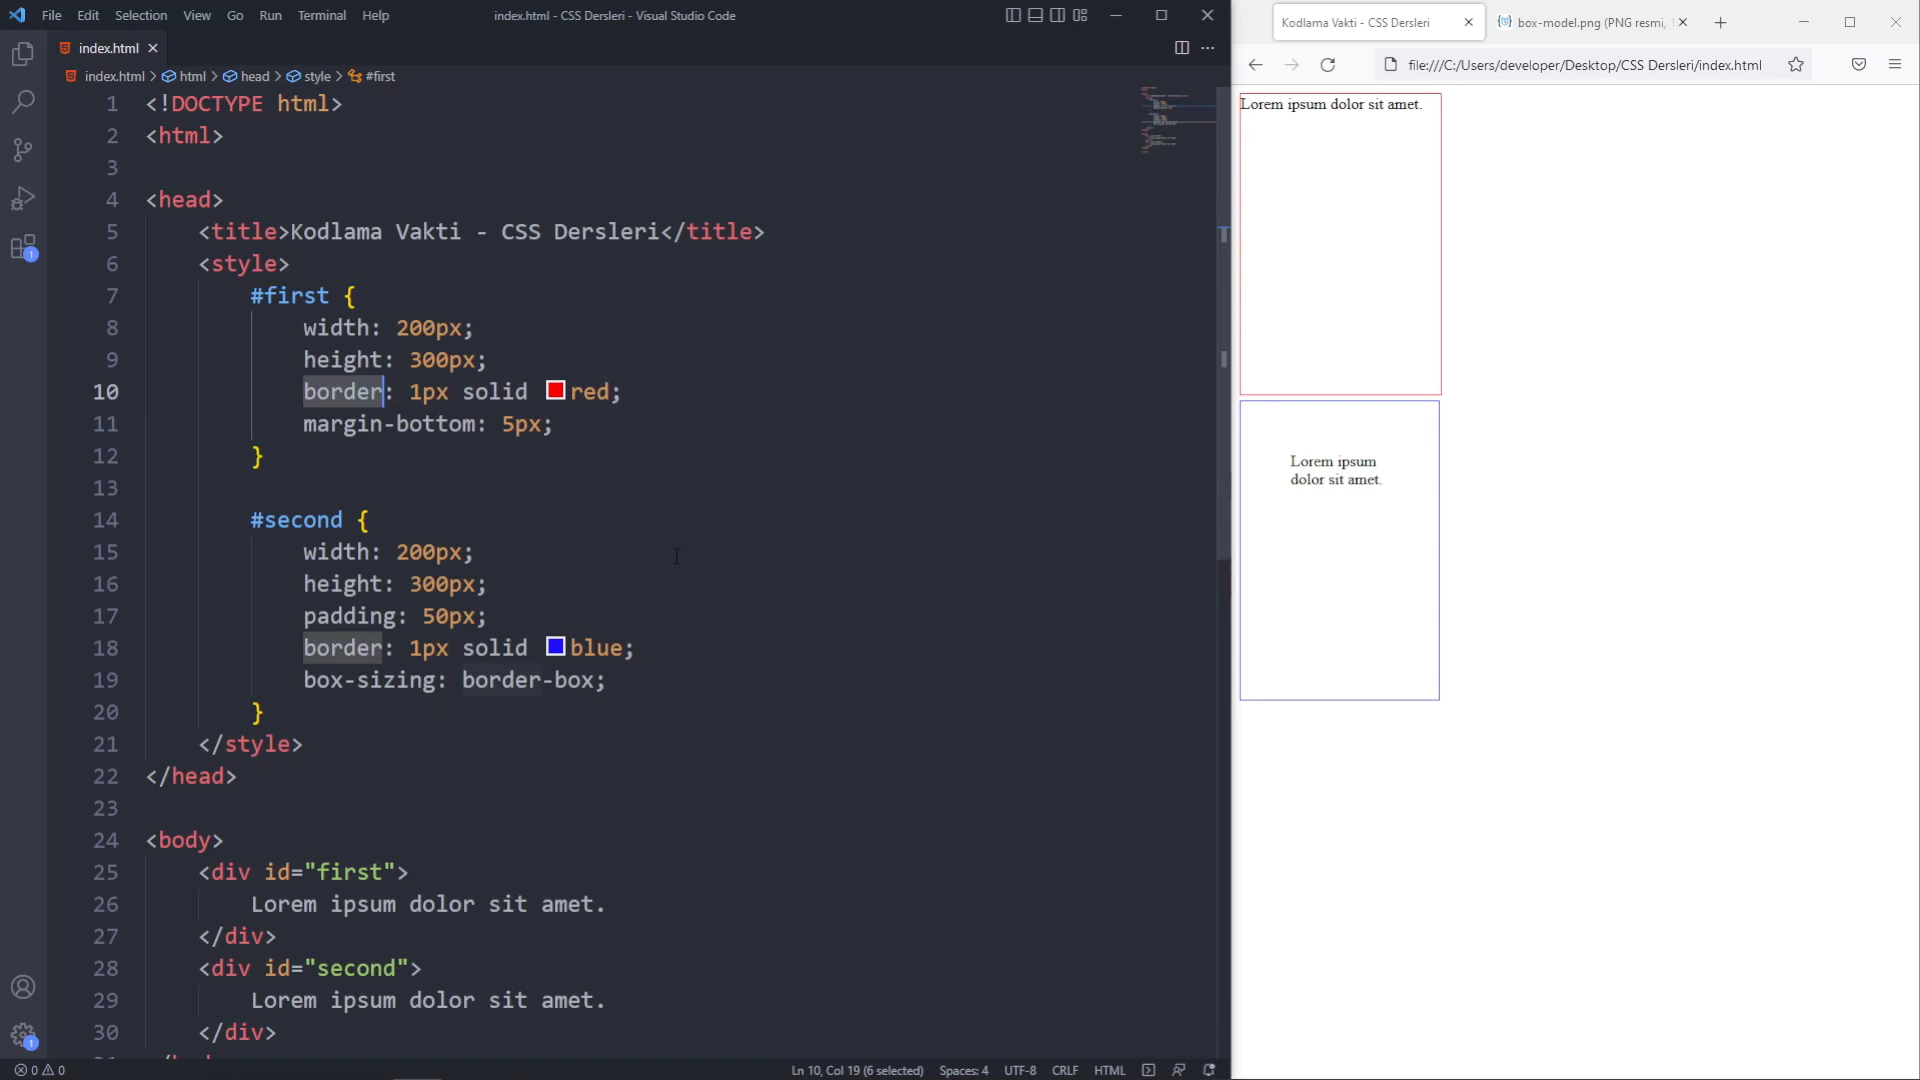 File Edit Selection View Go Run Terminal Help
index.html - CSS Dersleri - Visual Studio Code
index.html
index.html > html > head > style > #first
1 <!DOCTYPE html>
2 <html>
3
4 <head>
5 <title>Kodlama Vakti - CSS Dersleri</title>
6 <style>
7 #first {
8 width: 200px;
9 height: 300px;
10 border: 1px solid red;
11 margin-bottom: 5px;
12 }
13
14 #second {
15 width: 200px;
16 height: 300px;
17 padding: 50px;
18 border: 1px solid blue;
19 box-sizing: border-box;
20 }
21 </style>
22 </head>
23
24 <body>
25 <div id="first">
26 Lorem ipsum dolor sit amet.
27 </div>
28 <div id="second">
29 Lorem ipsum dolor sit amet.
30 </div>
1
1
0 0
Ln 10, Col 19 (6 selected) Spaces: 4 UTF-8 CRLF HTML
Kodlama Vakti - CSS Dersleri
box-model.png (PNG resmi,
file:///C:/Users/developer/Desktop/CSS Dersleri/index.html
Lorem ipsum dolor sit amet.
Lorem ipsum
dolor sit amet.